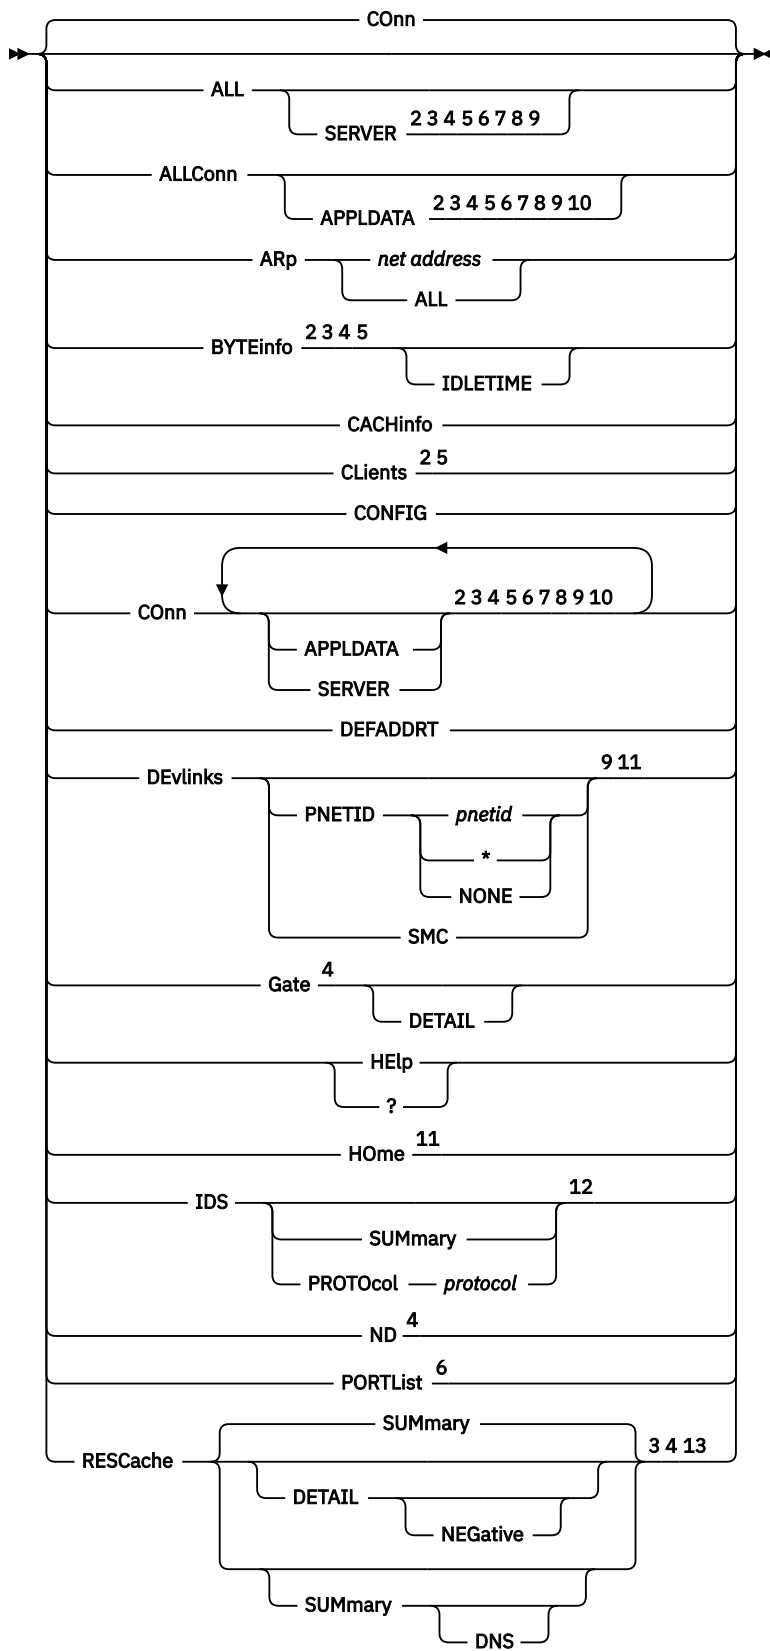 COnn
ALL
SERVER 2 3 4 5 6 7 8 9
ALLConn
APPLDATA 2 3 4 5 6 7 8 9 10
ARp net address
ALL
BYTEinfo 2 3 4 5
IDLETIME
CACHinfo
CLients 2 5
CONFIG
COnn 2 3 4 5 6 7 8 9 10
APPLDATA
SERVER
DEFADDRT
DEvlinks 9 11
PNETID pnetid
*
NONE
SMC
Gate 4
DETAIL
HElp
?
HOme 11
IDS 12
SUMmary
PROTOcol protocol
ND 4
PORTList 6
SUMmary
RESCache 3 4 13
DETAIL
NEGative
SUMmary
DNS